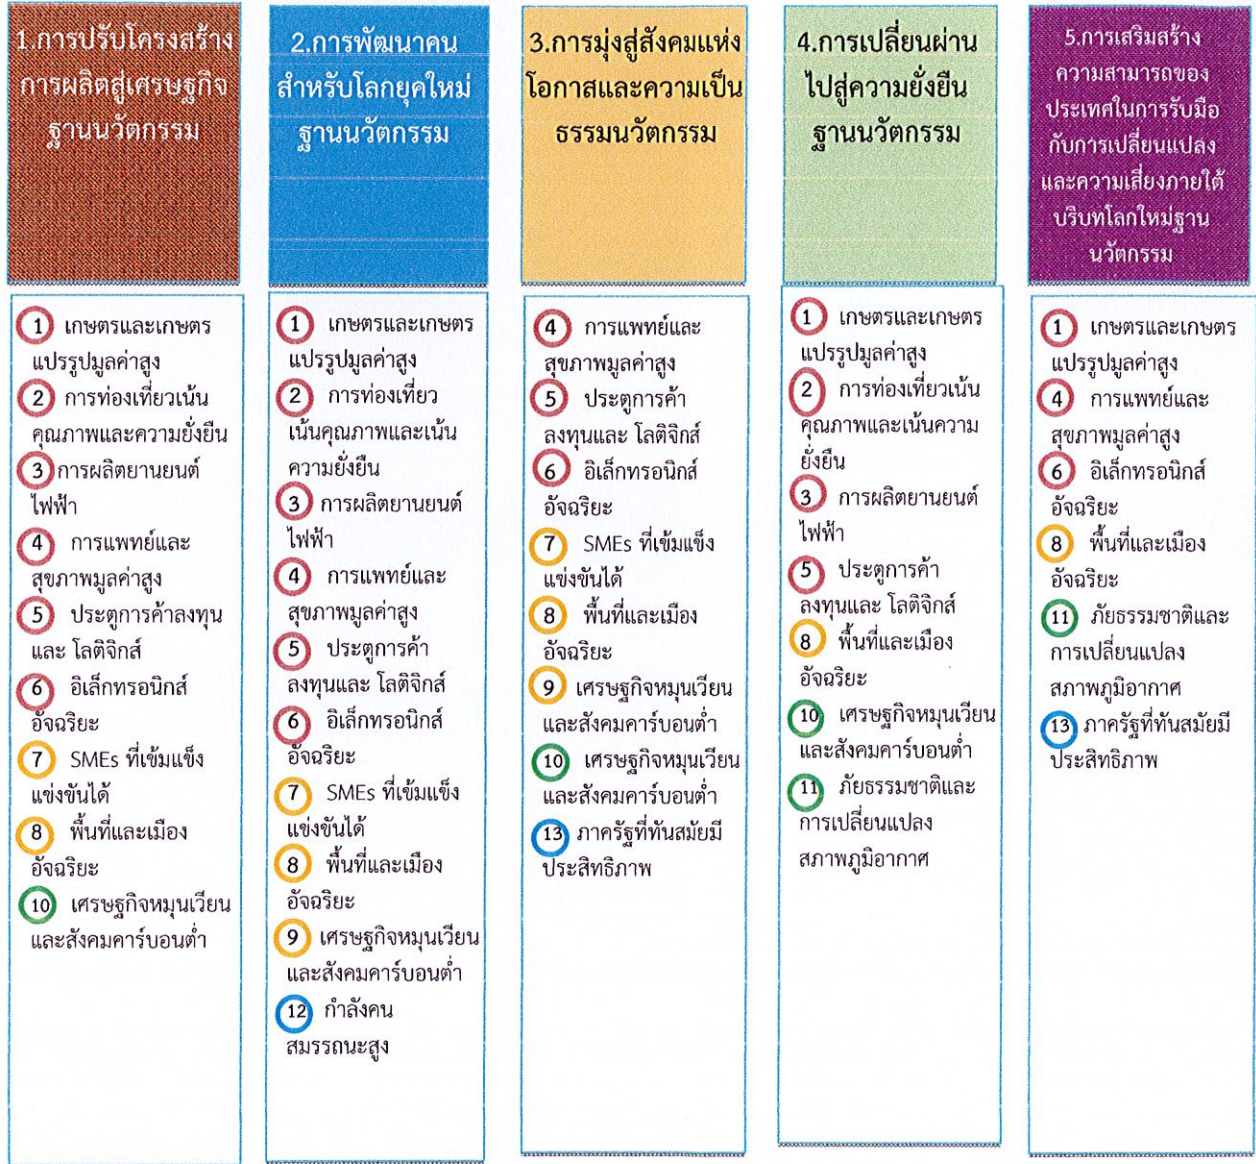 1.การปรับโครงสร้าง
การผลิตสู่เศรษฐกิจ
ฐานนวัตกรรม
2.การพัฒนาคน
สำหรับโลกยุคใหม่
ฐานนวัตกรรม
3.การมุ่งสู่สังคมแห่ง
โอกาสและความเป็น
ธรรมนวัตกรรม
4.การเปลี่ยนผ่าน
ไปสู่ความยั่งยืน
ฐานนวัตกรรม
5.การเสริมสร้าง
ความสามารถของ
ประเทศในการรับมือ
กับการเปลี่ยนแปลง
และความเสี่ยงภายใต้
บริบทโลกใหม่ฐาน
นวัตกรรม
1 เกษตรและเกษตร
แปรรูปมูลค่าสูง
2 การท่องเที่ยวเน้น
คุณภาพและความยั่งยืน
3 การผลิตยานยนต์
ไฟฟ้า
4 การแพทย์และ
สุขภาพมูลค่าสูง
5 ประตูการค้าลงทุน
และ โลติจิกส์
6 อิเล็กทรอนิกส์
อัจฉริยะ
7 SMEs ที่เข้มแข็ง
แข่งขันได้
8 พื้นที่และเมือง
อัจฉริยะ
10 เศรษฐกิจหมุนเวียน
และสังคมคาร์บอนต่ำ
1 เกษตรและเกษตร
แปรรูปมูลค่าสูง
2 การท่องเที่ยว
เน้นคุณภาพและเน้น
ความยั่งยืน
3 การผลิตยานยนต์
ไฟฟ้า
4 การแพทย์และ
สุขภาพมูลค่าสูง
5 ประตูการค้า
ลงทุนและ โลติจิกส์
6 อิเล็กทรอนิกส์
อัจฉริยะ
7 SMEs ที่เข้มแข็ง
แข่งขันได้
8 พื้นที่และเมือง
อัจฉริยะ
9 เศรษฐกิจหมุนเวียน
และสังคมคาร์บอนต่ำ
12 กำลังคน
สมรรถนะสูง
4 การแพทย์และ
สุขภาพมูลค่าสูง
5 ประตูการค้า
ลงทุนและ โลติจิกส์
6 อิเล็กทรอนิกส์
อัจฉริยะ
7 SMEs ที่เข้มแข็ง
แข่งขันได้
8 พื้นที่และเมือง
อัจฉริยะ
9 เศรษฐกิจหมุนเวียน
และสังคมคาร์บอนต่ำ
10 เศรษฐกิจหมุนเวียน
และสังคมคาร์บอนต่ำ
13 ภาครัฐที่ทันสมัยมี
ประสิทธิภาพ
1 เกษตรและเกษตร
แปรรูปมูลค่าสูง
2 การท่องเที่ยวเน้น
คุณภาพและเน้นความ
ยั่งยืน
3 การผลิตยานยนต์
ไฟฟ้า
5 ประตูการค้า
ลงทุนและ โลติจิกส์
8 พื้นที่และเมือง
อัจฉริยะ
10 เศรษฐกิจหมุนเวียน
และสังคมคาร์บอนต่ำ
11 ภัยธรรมชาติและ
การเปลี่ยนแปลง
สภาพภูมิอากาศ
1 เกษตรและเกษตร
แปรรูปมูลค่าสูง
4 การแพทย์และ
สุขภาพมูลค่าสูง
6 อิเล็กทรอนิกส์
อัจฉริยะ
8 พื้นที่และเมือง
อัจฉริยะ
11 ภัยธรรมชาติและ
การเปลี่ยนแปลง
สภาพภูมิอากาศ
13 ภาครัฐที่ทันสมัยมี
ประสิทธิภาพ